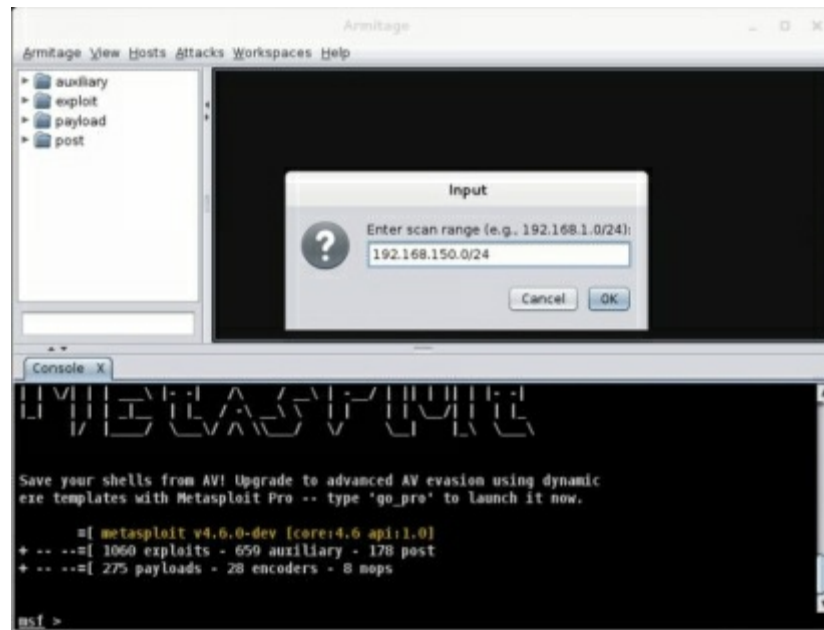 Armitage
Armitage View Hosts Attacks Workspaces Help
auxiliary
exploit
payload
post
Input
Enter scan range (e.g., 192.168.1.0/24):
192.168.150.0/24
Cancel OK
Console X
METASPLOIT
Save your shells from AV! Upgrade to advanced AV evasion using dynamic
exe templates with Metasploit Pro -- type 'go_pro' to launch it now.
=[ metasploit v4.6.0-dev [core:4.6 api:1.0]
+ -- --=[ 1060 exploits - 659 auxiliary - 178 post
+ -- --=[ 275 payloads - 28 encoders - 8 nops
msf >